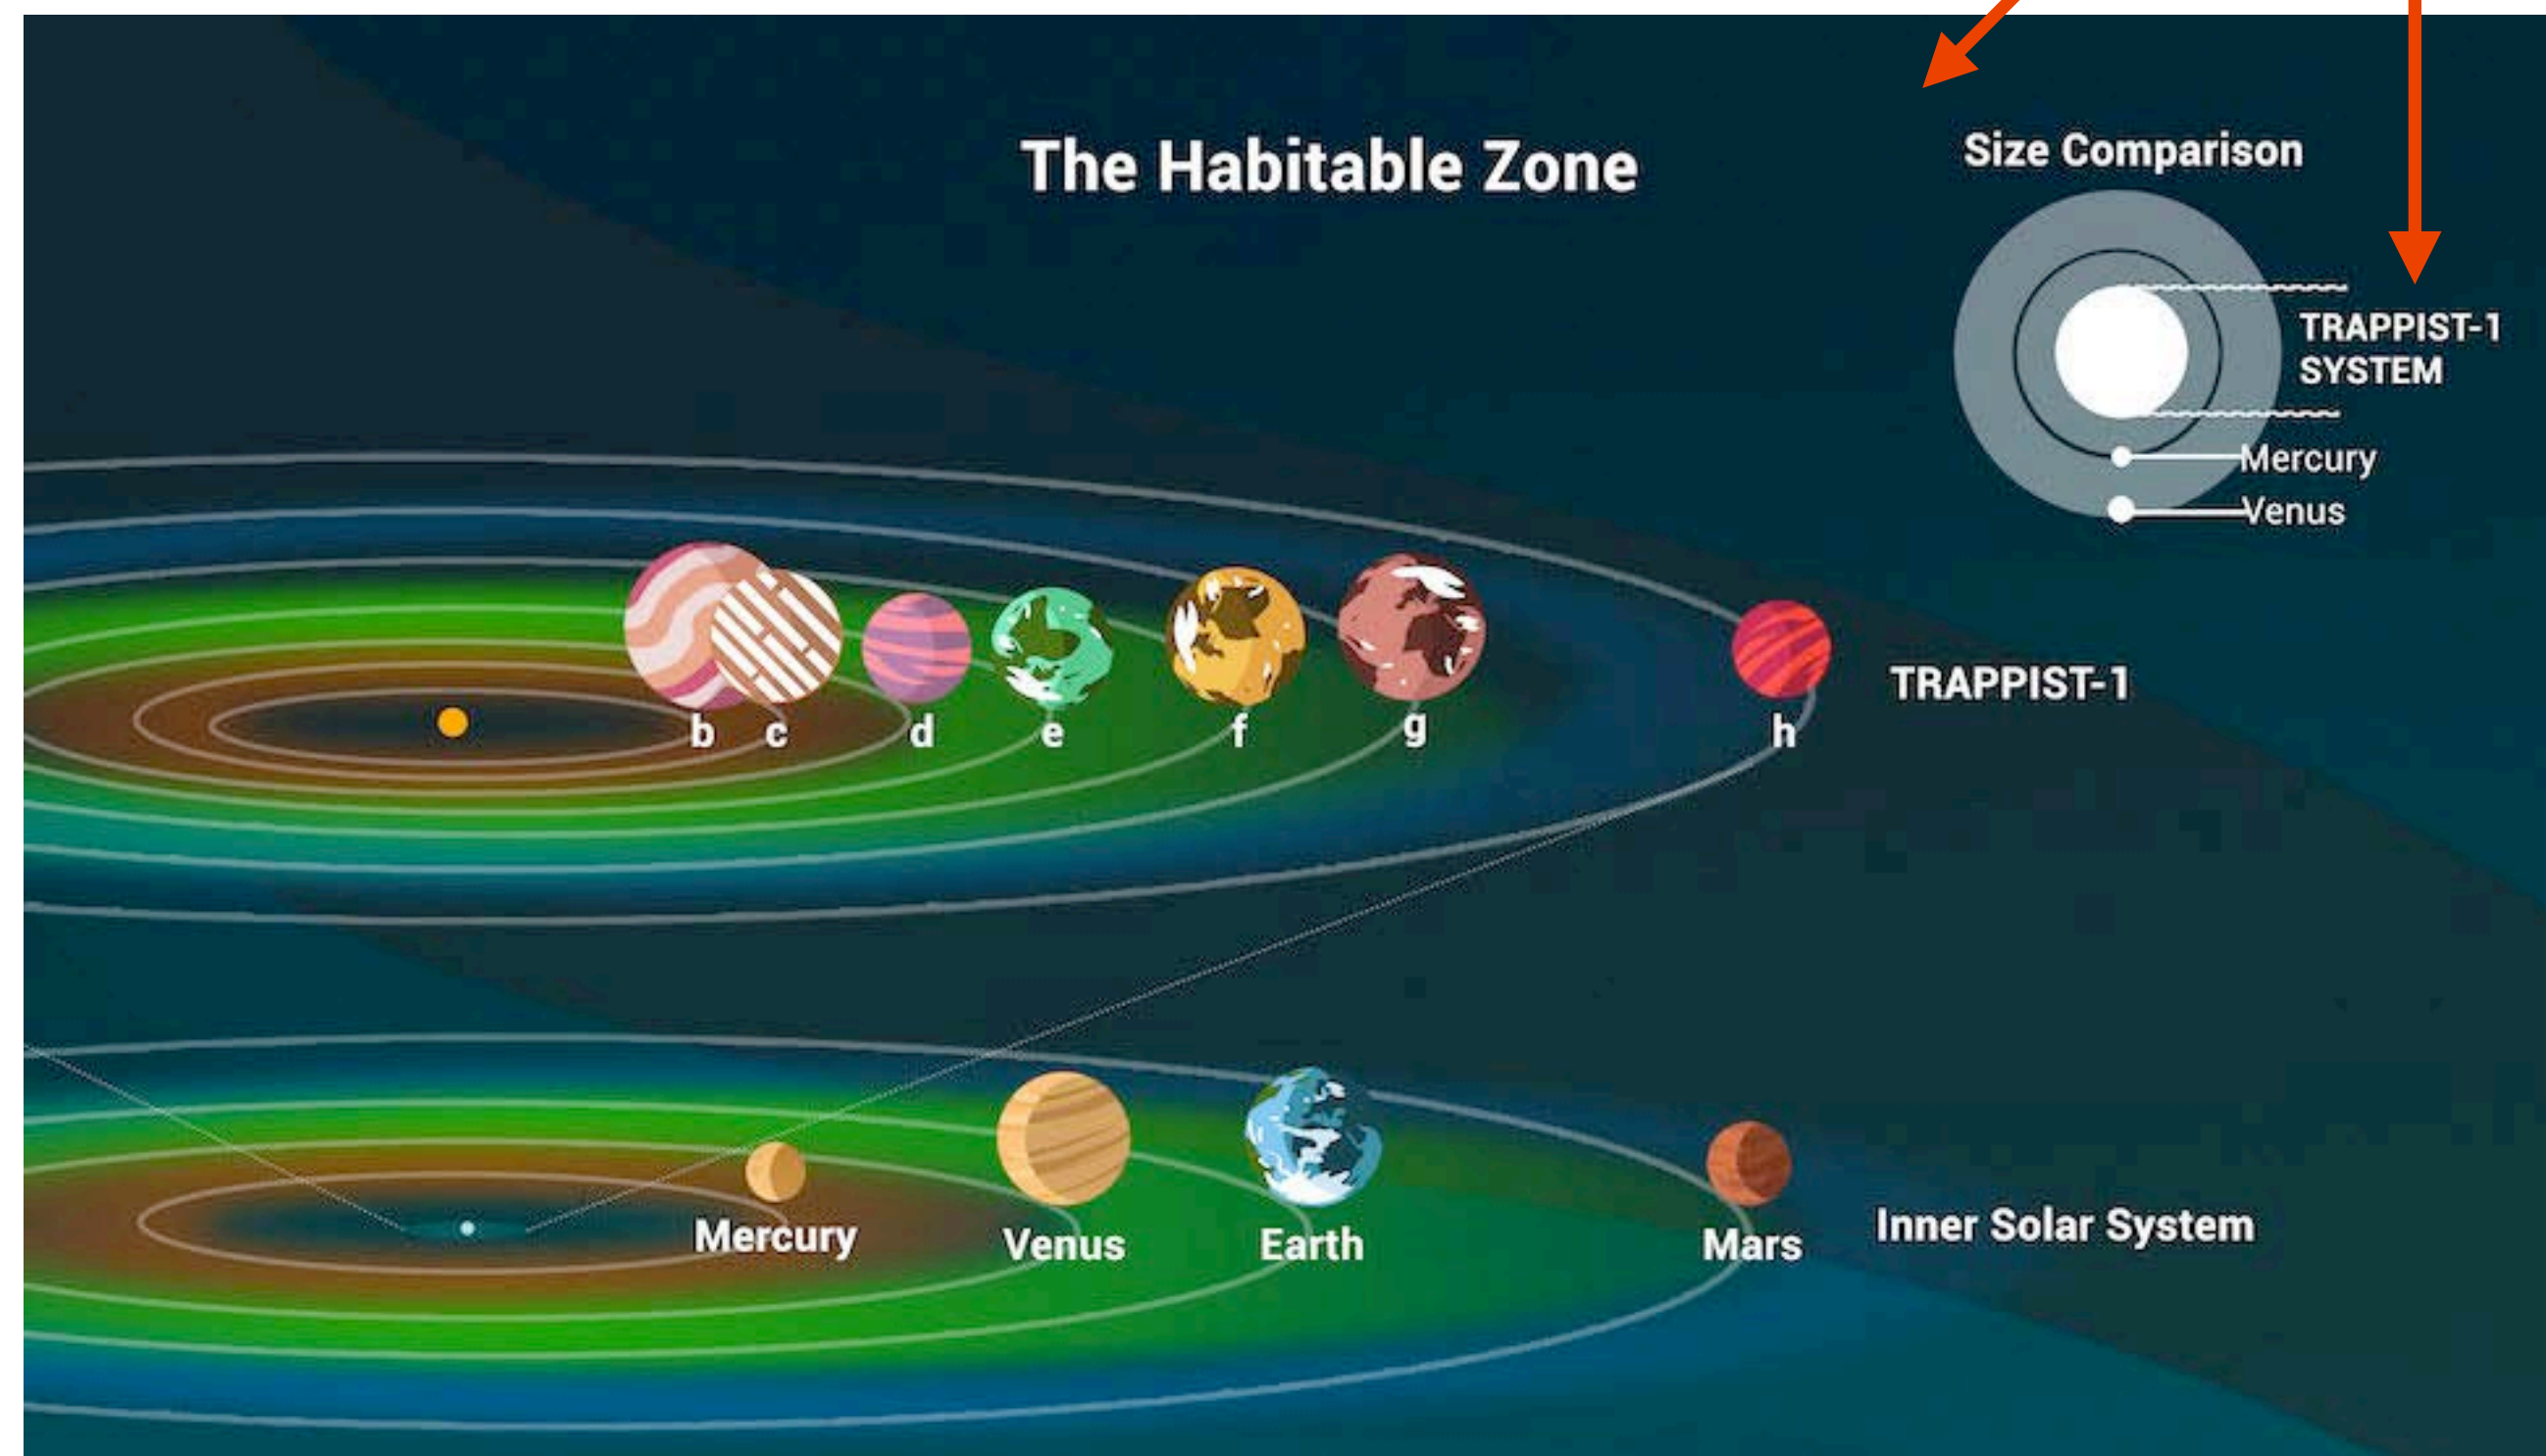 The Habitable Zone
Size Comparison
TRAPPIST-1
SYSTEM
Mercury
Venus
b
c
d
e
f
g
h
TRAPPIST-1
Mercury
Venus
Earth
Mars
Inner Solar System